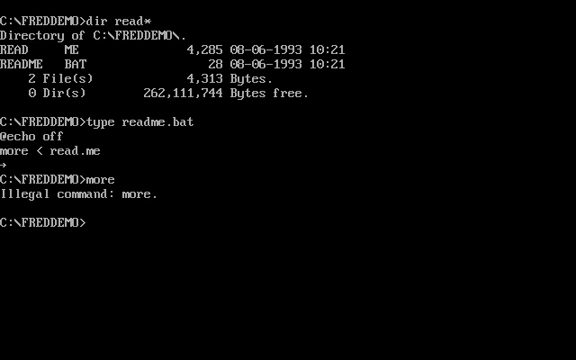 C:\FREDDEMO>dir read*
Directory of C:\FREDDEMO\.
READ     ME                 4,285 08-06-1993 10:21
README   BAT                   28 08-06-1993 10:21
    2 File(s)               4,313 Bytes.
    0 Dir(s)          262,111,744 Bytes free.
C:\FREDDEMO>type readme.bat
@echo off
more < read.me
→
C:\FREDDEMO>more
Illegal command: more.
C:\FREDDEMO>